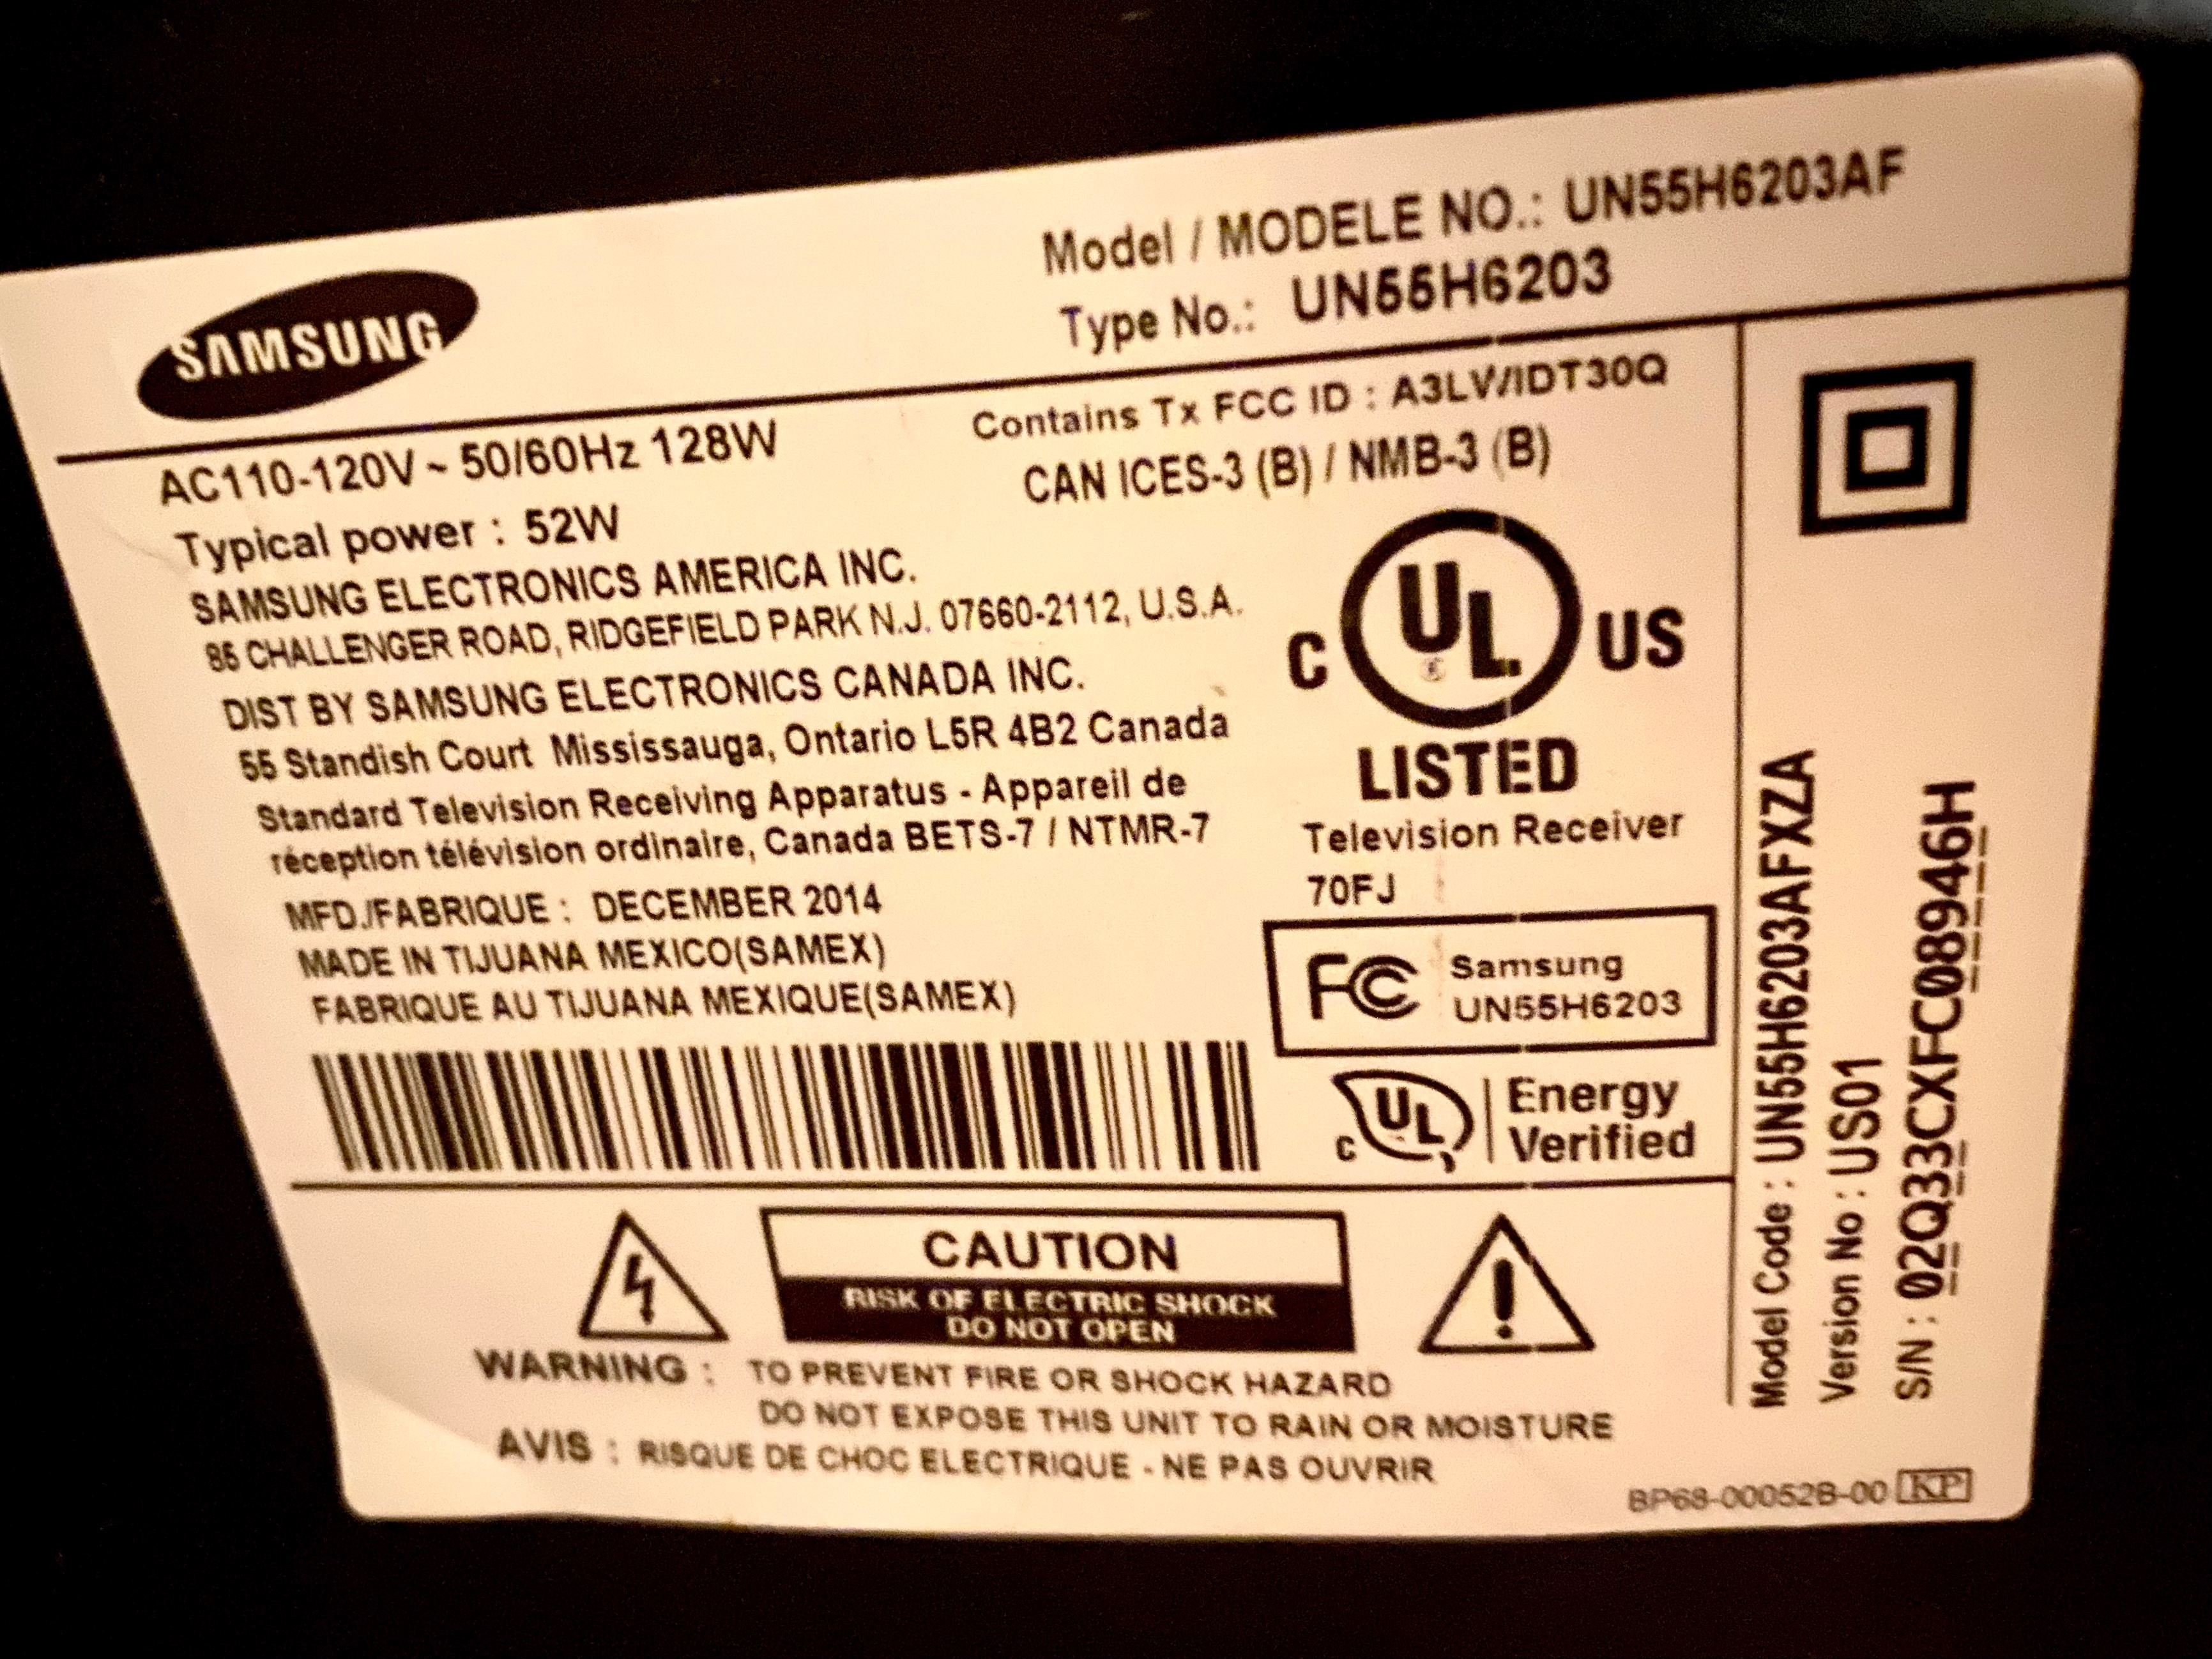 SAMSUNG
Model / MODELE NO.: UN55H6203AF
Type No.: UN55H6203
AC110-120V ~ 50/60Hz 128W
Typical power : 52W
SAMSUNG ELECTRONICS AMERICA INC.
85 CHALLENGER ROAD, RIDGEFIELD PARK N.J. 07660-2112, U.S.A.
DIST BY SAMSUNG ELECTRONICS CANADA INC.
55 Standish Court Mississauga, Ontario L5R 4B2 Canada
Standard Television Receiving Apparatus - Appareil de
réception télévision ordinaire, Canada BETS-7 / NTMR-7
MFD./FABRIQUE : DECEMBER 2014
MADE IN TIJUANA MEXICO(SAMEX)
FABRIQUE AU TIJUANA MEXIQUE(SAMEX)
Contains Tx FCC ID : A3LWIDT30Q
CAN ICES-3 (B) / NMB-3 (B)
C UL US
®
LISTED
Television Receiver
70FJ
FC Samsung
UN55H6203
C UL Energy
Verified
CAUTION
RISK OF ELECTRIC SHOCK
DO NOT OPEN
WARNING : TO PREVENT FIRE OR SHOCK HAZARD
DO NOT EXPOSE THIS UNIT TO RAIN OR MOISTURE
AVIS : RISQUE DE CHOC ELECTRIQUE - NE PAS OUVRIR
Model Code : UN55H6203AFXZA
Version No : US01
S/N : 02Q33CXFC08946H
BP68-00052B-00 KP